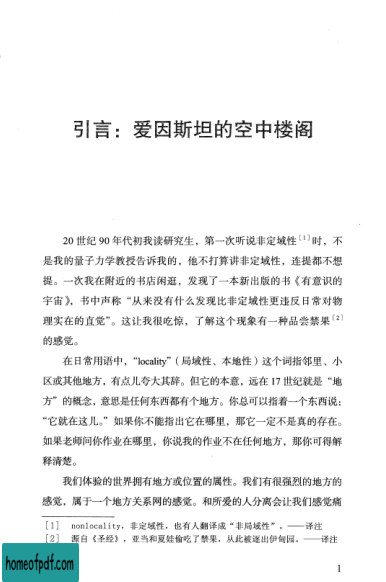 引言：爱因斯坦的空中楼阁
20 世纪 90 年代初我读研究生，第一次听说非定域性[1]时，不
是我的量子力学教授告诉我的，他不打算讲非定域性，连提都不想
提。一次我在附近的书店闲逛，发现了一本新出版的书《有意识的
宇宙》，书中声称“从来没有什么发现比非定域性更违反日常对物
理实在的直觉”。这让我很吃惊，了解这个现象有一种品尝禁果[2]
的感觉。
在日常用语中，“locality”（局域性、本地性）这个词指邻里、小
区或其他地方，有点儿夸大其辞。但它的本意，远在 17 世纪就是“地
方”的概念，意思是任何东西都有个地方。你总可以指着一个东西说：
“它就在这儿。”如果你不能指出它在哪里，那它一定不是真的存在。
如果老师问你作业在哪里，你说我的作业不在任何地方，那你可得解
释清楚。
我们体验的世界拥有地方或位置的属性。我们有很强烈的地方的
感觉，属于一个地方关系网的感觉。和所爱的人分离会让我们感觉痛
[1] nonlocality，非定域性，也有人翻译成“非局域性”，——译注
[2] 源自《圣经》，亚当和夏娃偷吃了禁果，从此被逐出伊甸园，——译注
homeofpdf.com
1